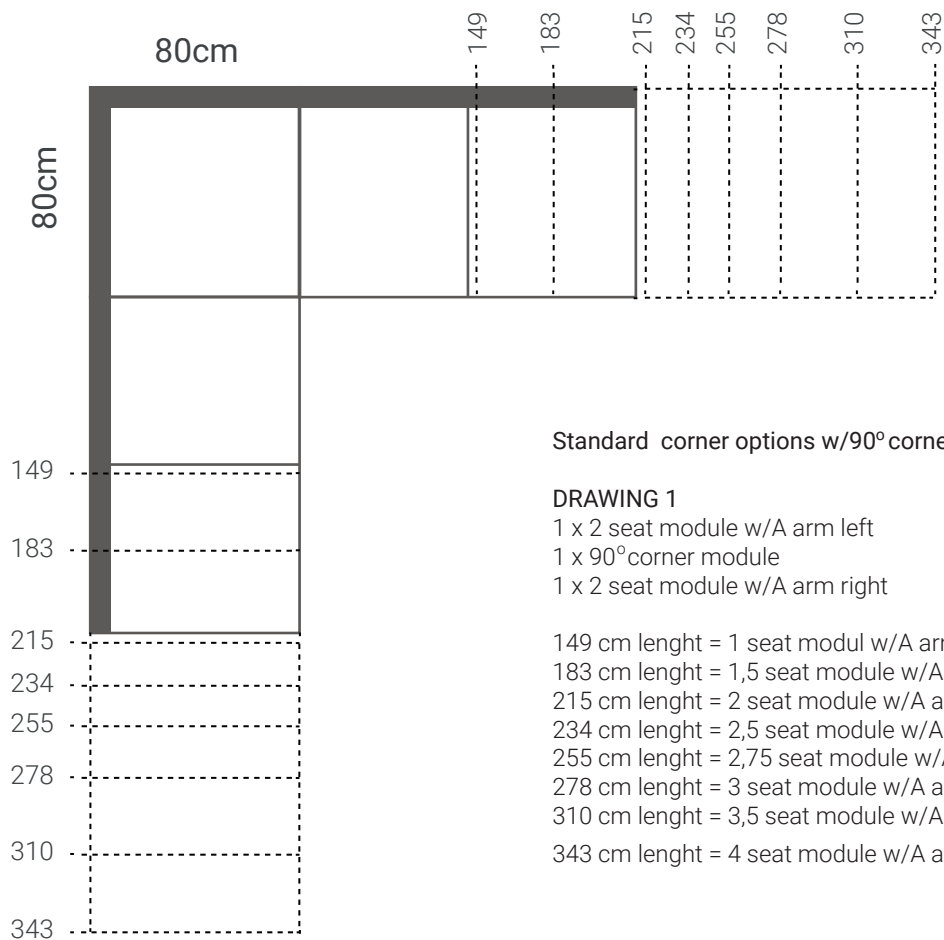 80cm
149
183
215
234
255
278
310
343
80cm
149
183
215
234
255
278
310
343
Standard corner options w/90° corne
DRAWING 1
1 x 2 seat module w/A arm left
1 x 90° corner module
1 x 2 seat module w/A arm right
149 cm lenght = 1 seat modul w/A arm
183 cm lenght = 1,5 seat module w/A
215 cm lenght = 2 seat module w/A a
234 cm lenght = 2,5 seat module w/A
255 cm lenght = 2,75 seat module w/A
278 cm lenght = 3 seat module w/A a
310 cm lenght = 3,5 seat module w/A
343 cm lenght = 4 seat module w/A a